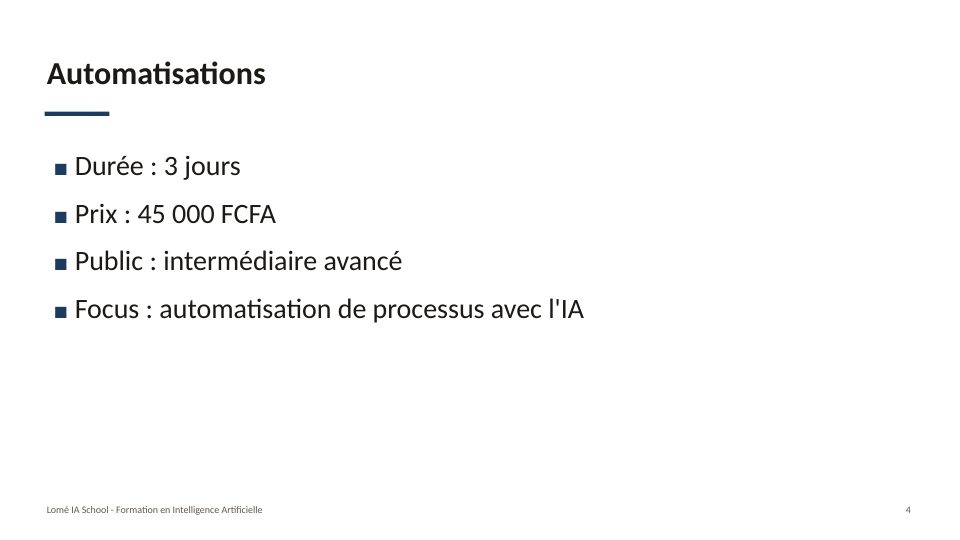 Automatisations
▪ Durée : 3 jours
▪ Prix : 45 000 FCFA
▪ Public : intermédiaire avancé
▪ Focus : automatisation de processus avec l'IA
Lomé IA School - Formation en Intelligence Artificielle
4